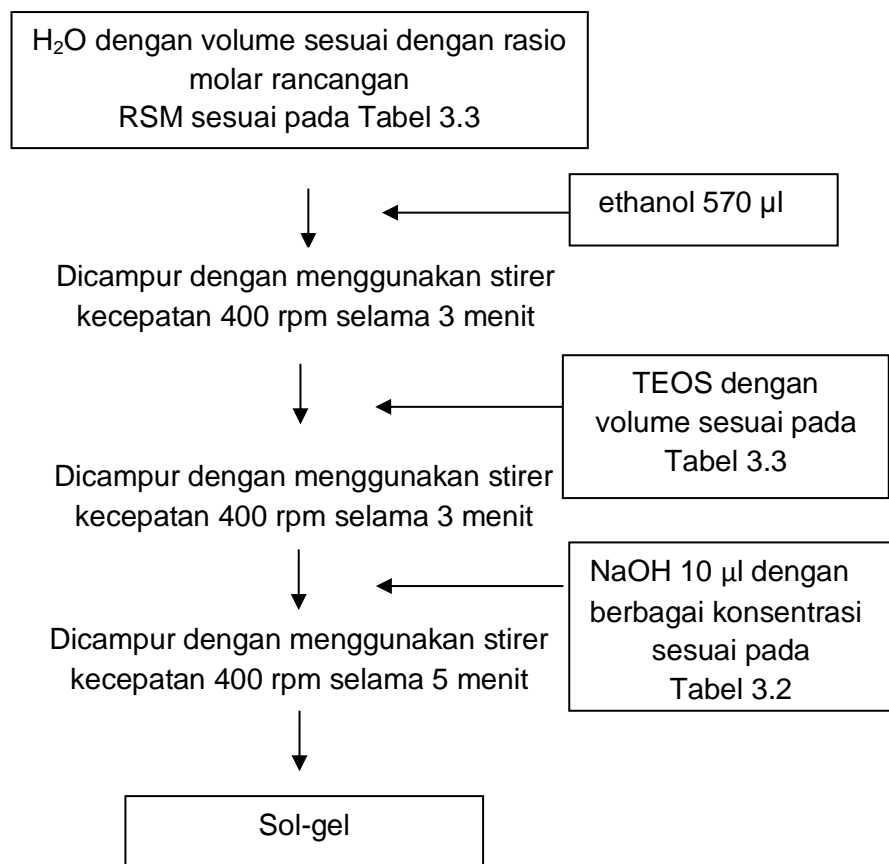 H₂O dengan volume sesuai dengan rasio
molar rancangan
RSM sesuai pada Tabel 3.3
ethanol 570 µl
Dicampur dengan menggunakan stirer
kecepatan 400 rpm selama 3 menit
TEOS dengan
volume sesuai pada
Tabel 3.3
Dicampur dengan menggunakan stirer
kecepatan 400 rpm selama 3 menit
NaOH 10 µl dengan
berbagai konsentrasi
sesuai pada
Tabel 3.2
Dicampur dengan menggunakan stirer
kecepatan 400 rpm selama 5 menit
Sol-gel